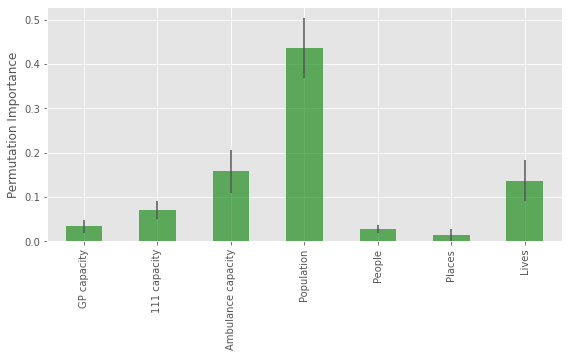 Permutation Importance
0.5
0.4
0.3
0.2
0.1
0.0
GP capacity
111 capacity
Ambulance capacity
Population
People
Places
Lives